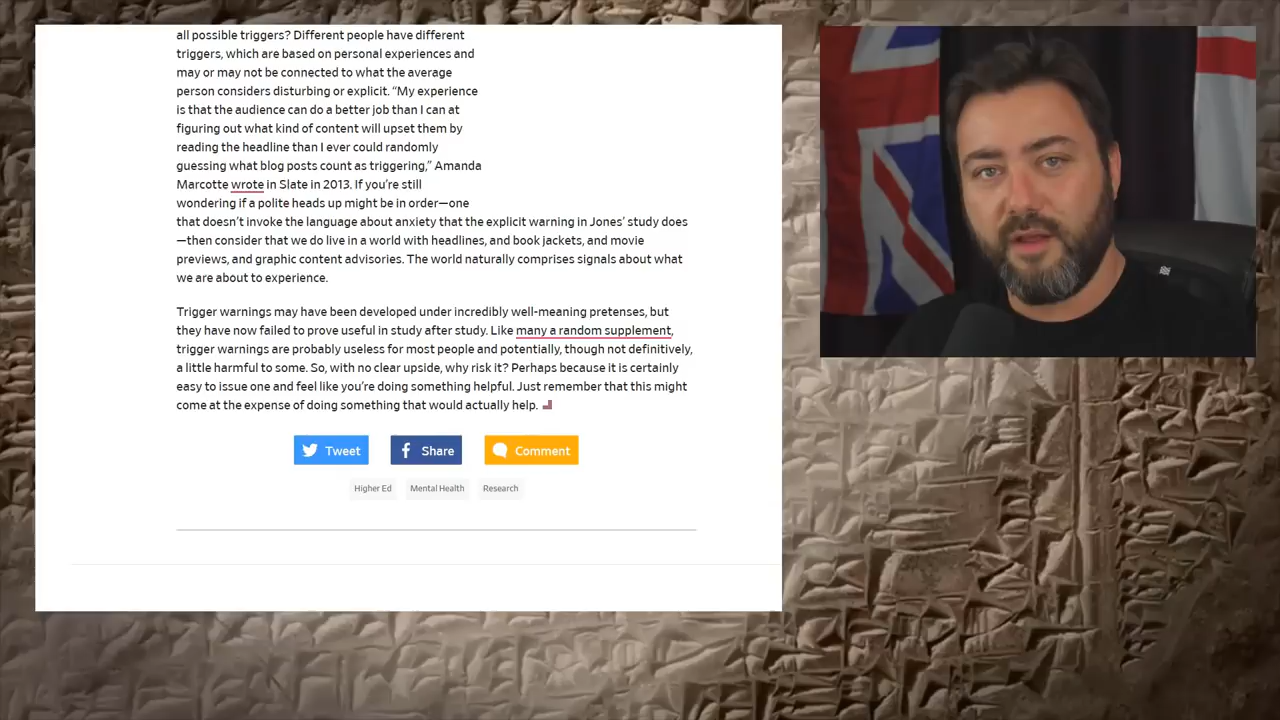 all possible triggers? Different people have different
triggers, which are based on personal experiences and
may or may not be connected to what the average
person considers disturbing or explicit. “My experience
is that the audience can do a better job than I can at
figuring out what kind of content will upset them by
reading the headline than I ever could randomly
guessing what blog posts count as triggering,” Amanda
Marcotte wrote in Slate in 2013. If you’re still
wondering if a polite heads up might be in order—one
that doesn’t invoke the language about anxiety that the explicit warning in Jones’ study does
—then consider that we do live in a world with headlines, and book jackets, and movie
previews, and graphic content advisories. The world naturally comprises signals about what
we are about to experience.
Trigger warnings may have been developed under incredibly well-meaning pretenses, but
they have now failed to prove useful in study after study. Like many a random supplement,
trigger warnings are probably useless for most people and potentially, though not definitively,
a little harmful to some. So, with no clear upside, why risk it? Perhaps because it is certainly
easy to issue one and feel like you’re doing something helpful. Just remember that this might
come at the expense of doing something that would actually help.
Tweet Share Comment
Higher Ed Mental Health Research